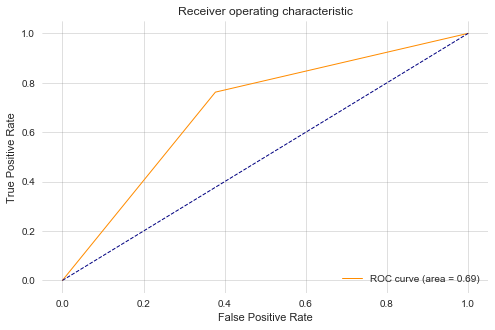 Receiver operating characteristic
1.0
0.8
0.6
0.4
0.2
0.0
True Positive Rate
ROC curve (area = 0.69)
0.0 0.2 0.4 0.6 0.8 1.0
False Positive Rate